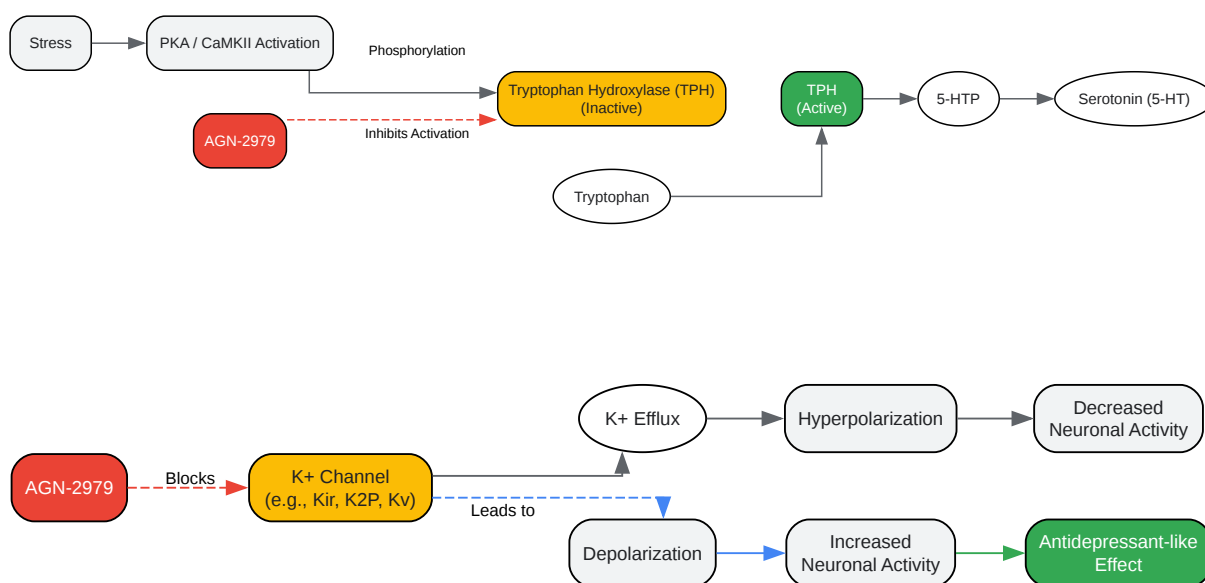 Stress
PKA / CaMKII Activation
Phosphorylation
Tryptophan Hydroxylase (TPH)
(Inactive)
TPH
(Active)
5-HTP
Serotonin (5-HT)
AGN-2979
Inhibits Activation
Tryptophan
K+ Efflux
Hyperpolarization
Decreased
Neuronal Activity
AGN-2979
Blocks
K+ Channel
(e.g., Kir, K2P, Kv)
Leads to
Depolarization
Increased
Neuronal Activity
Antidepressant-like
Effect